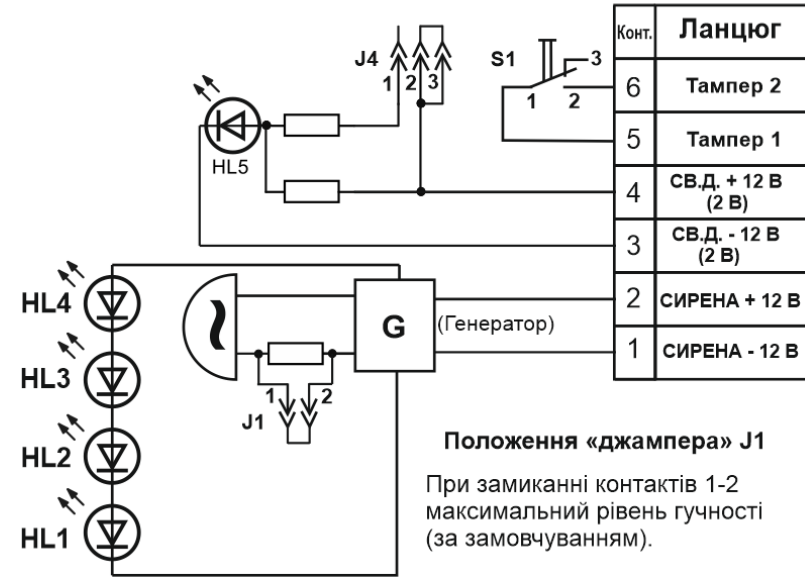 Конт. Ланцюг
6 Тампер 2
5 Тампер 1
4 СВ.Д. + 12 В
(2 В)
3 СВ.Д. - 12 В
(2 В)
2 СИРЕНА + 12 В
1 СИРЕНА - 12 В
J4
1 2 3
S1
3
1 2
HL5
HL4
HL3
HL2
HL1
~
G
(Генератор)
1 2
J1
Положення «джампера» J1
При замиканні контактів 1-2
максимальний рівень гучності
(за замовчуванням).